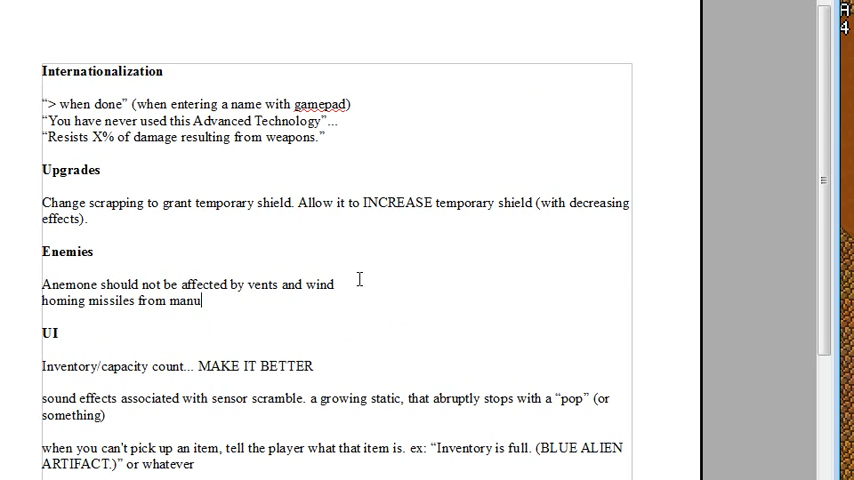 Internationalization
“> when done” (when entering a name with gamepad)
“You have never used this Advanced Technology”...
“Resists X% of damage resulting from weapons.”
Upgrades
Change scrapping to grant temporary shield. Allow it to INCREASE temporary shield (with decreasing
effects).
Enemies
Anemone should not be affected by vents and wind
homing missiles from manu
UI
Inventory/capacity count... MAKE IT BETTER
sound effects associated with sensor scramble. a growing static, that abruptly stops with a “pop” (or
something)
when you can't pick up an item, tell the player what that item is. ex: “Inventory is full. (BLUE ALIEN
ARTIFACT.)” or whatever
A
4